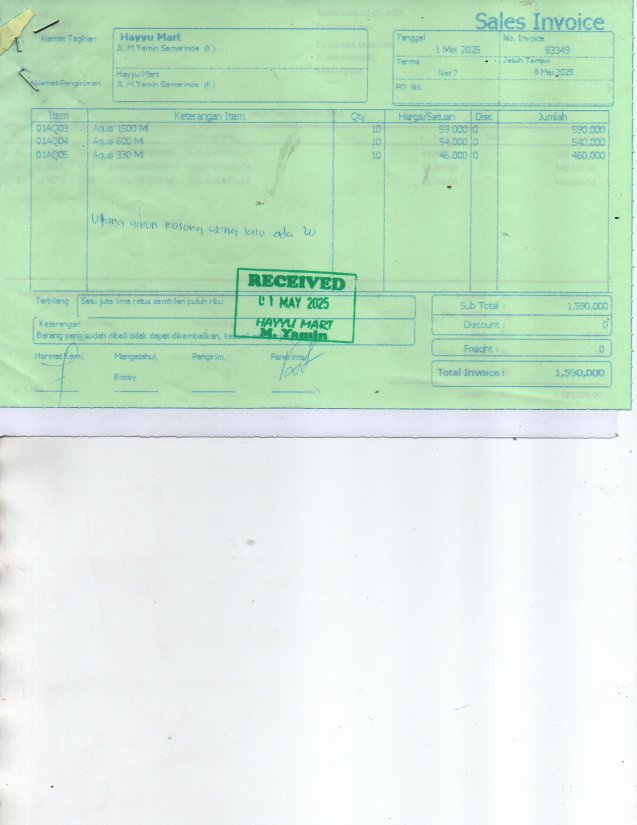 Sales Invoice
Alamat Tagihan
Hayyu Mart
JL.M.Yamin Samarinda (K)
Alamat Pengiriman
Hayyu Mart
JL.M.Yamin Samarinda (K)
Tanggal
1 Mei 2025
No. Invoice
83349
Terms
Net 7
Jatuh Tempo
8 Mei 2025
PO. No.
Item Keterangan Item Qty Harga/Satuan Disc Jumlah
01AQ03 Aqua 1500 Ml 10 59,000 0 590,000
01AQ04 Aqua 600 Ml 10 54,000 0 540,000
01AQ05 Aqua 330 Ml 10 46,000 0 460,000
galon kosong yang lalu ada 20
RECEIVED
01 MAY 2025
HAYYU MART
M. Yamin
Terbilang Satu juta lima ratus sembilan puluh ribu
Keterangan
Barang yang sudah dibeli tidak dapat dikembalikan,
Sub Total : 1,590,000
Discount : 0
Freight : 0
Total Invoice : 1,590,000
Hormat Kami, Mengetahui, Pengirim, Penerima,
Bobby